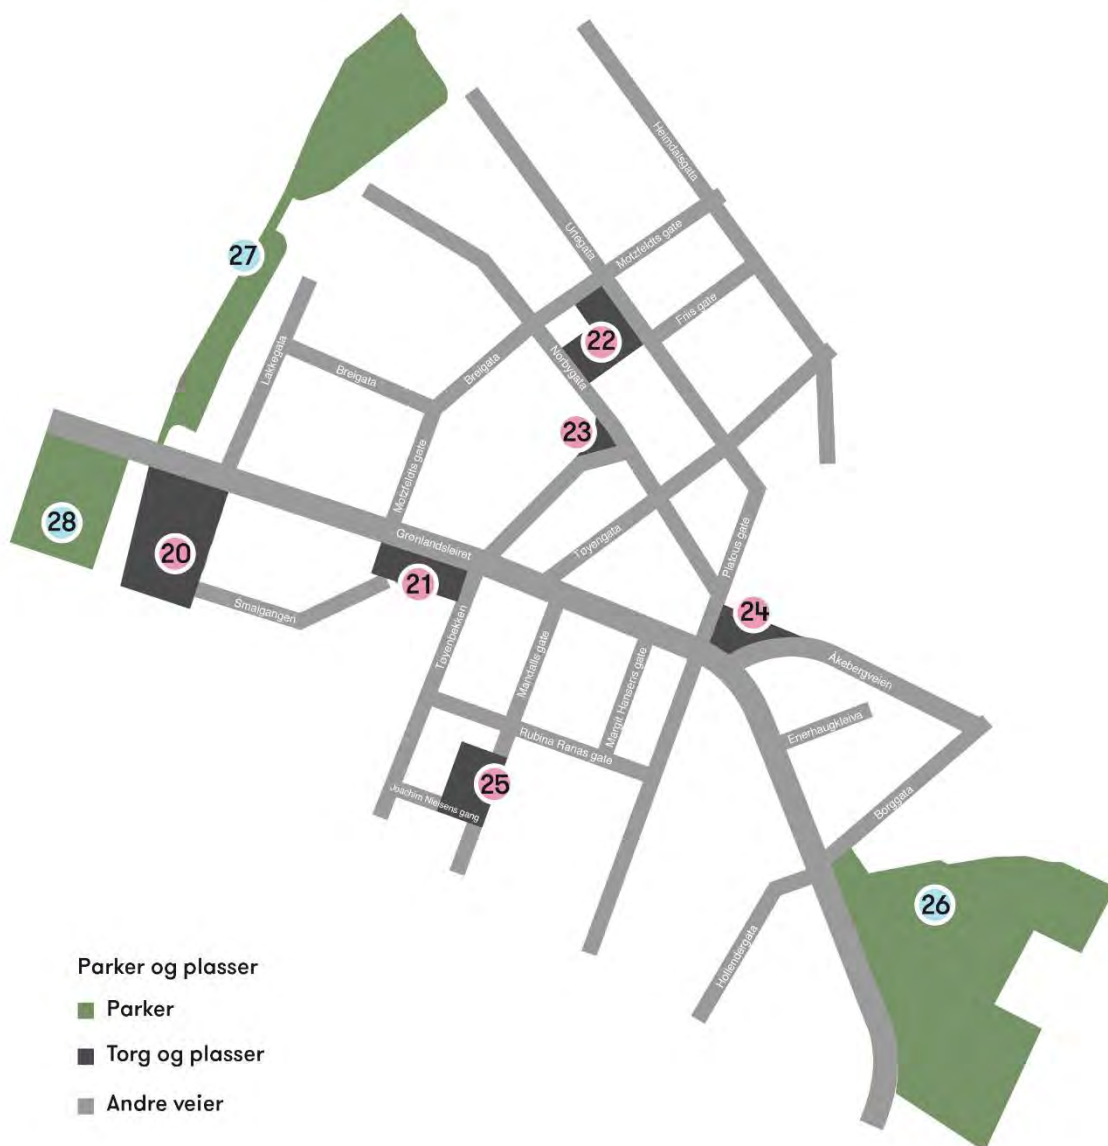 Heimdalsgata
Urtegata
Motzfeldts gate
27
Friis gate
22
Lakkegata
Breigata
Breigata
Norbygata
23
Motzfeldts gate
28
20
Grønlandsleiret
Tøyengata
Platous gate
21
Smalgangen
24
Tøyenbekken
Mandalls gate
Margit Hansens gate
Åkebergveien
Enerhaugkleiva
Rubina Ranas gate
25
Joachim Nielsens gang
Borggata
26
Hollendergata
Parker og plasser
Parker
Torg og plasser
Andre veier